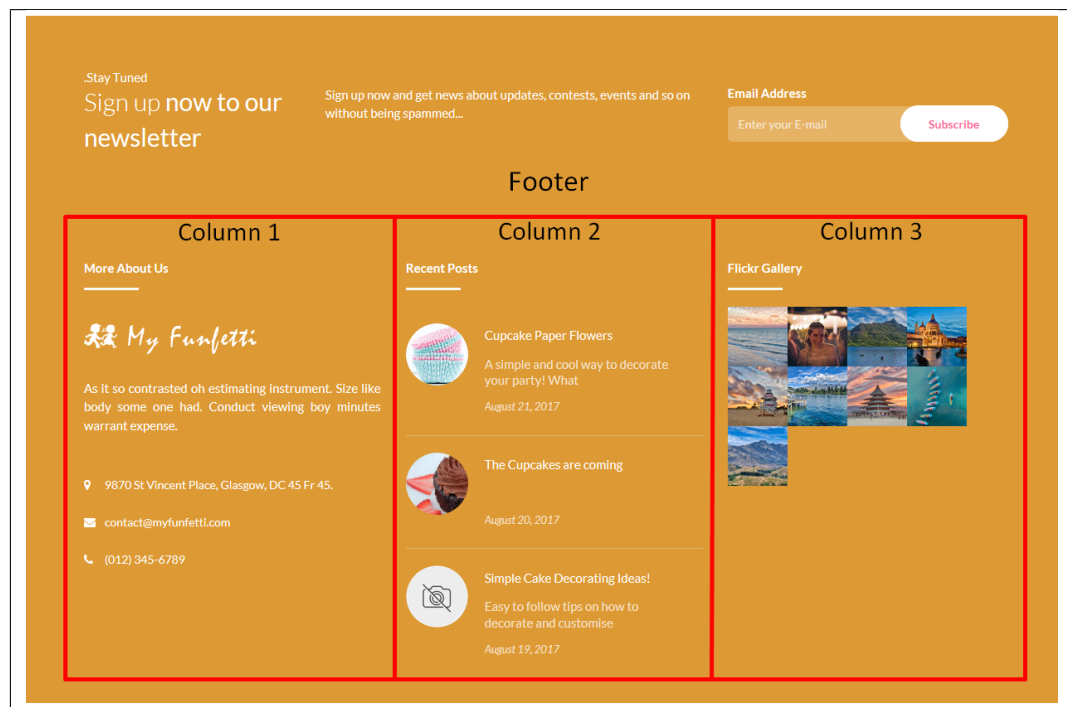 .Stay Tuned
Sign up now to our
newsletter
Sign up now and get news about updates, contests, events and so on
without being spammed...
Email Address
Enter your E-mail
Subscribe
Footer
Column 1
More About Us
My Funfetti
As it so contrasted oh estimating instrument. Size like
body some one had. Conduct viewing boy minutes
warrant expense.
9870 St Vincent Place, Glasgow, DC 45 Fr 45.
contact@myfunfetti.com
(012) 345-6789
Column 2
Recent Posts
Cupcake Paper Flowers
A simple and cool way to decorate
your party! What
August 21, 2017
The Cupcakes are coming
August 20, 2017
Simple Cake Decorating Ideas!
Easy to follow tips on how to
decorate and customise
August 19, 2017
Column 3
Flickr Gallery